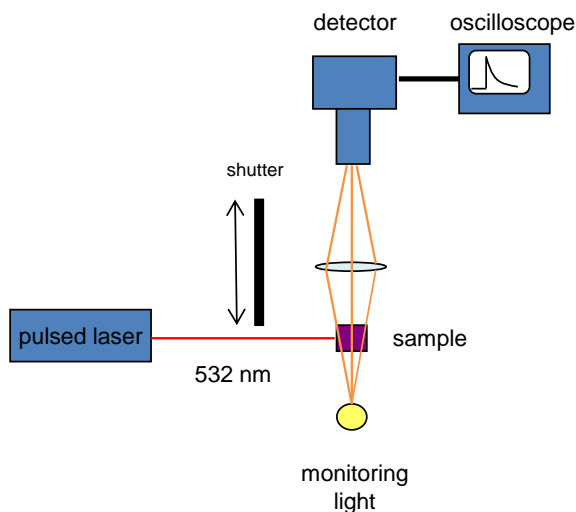 detector
oscilloscope
shutter
pulsed laser
sample
532 nm
monitoring
light